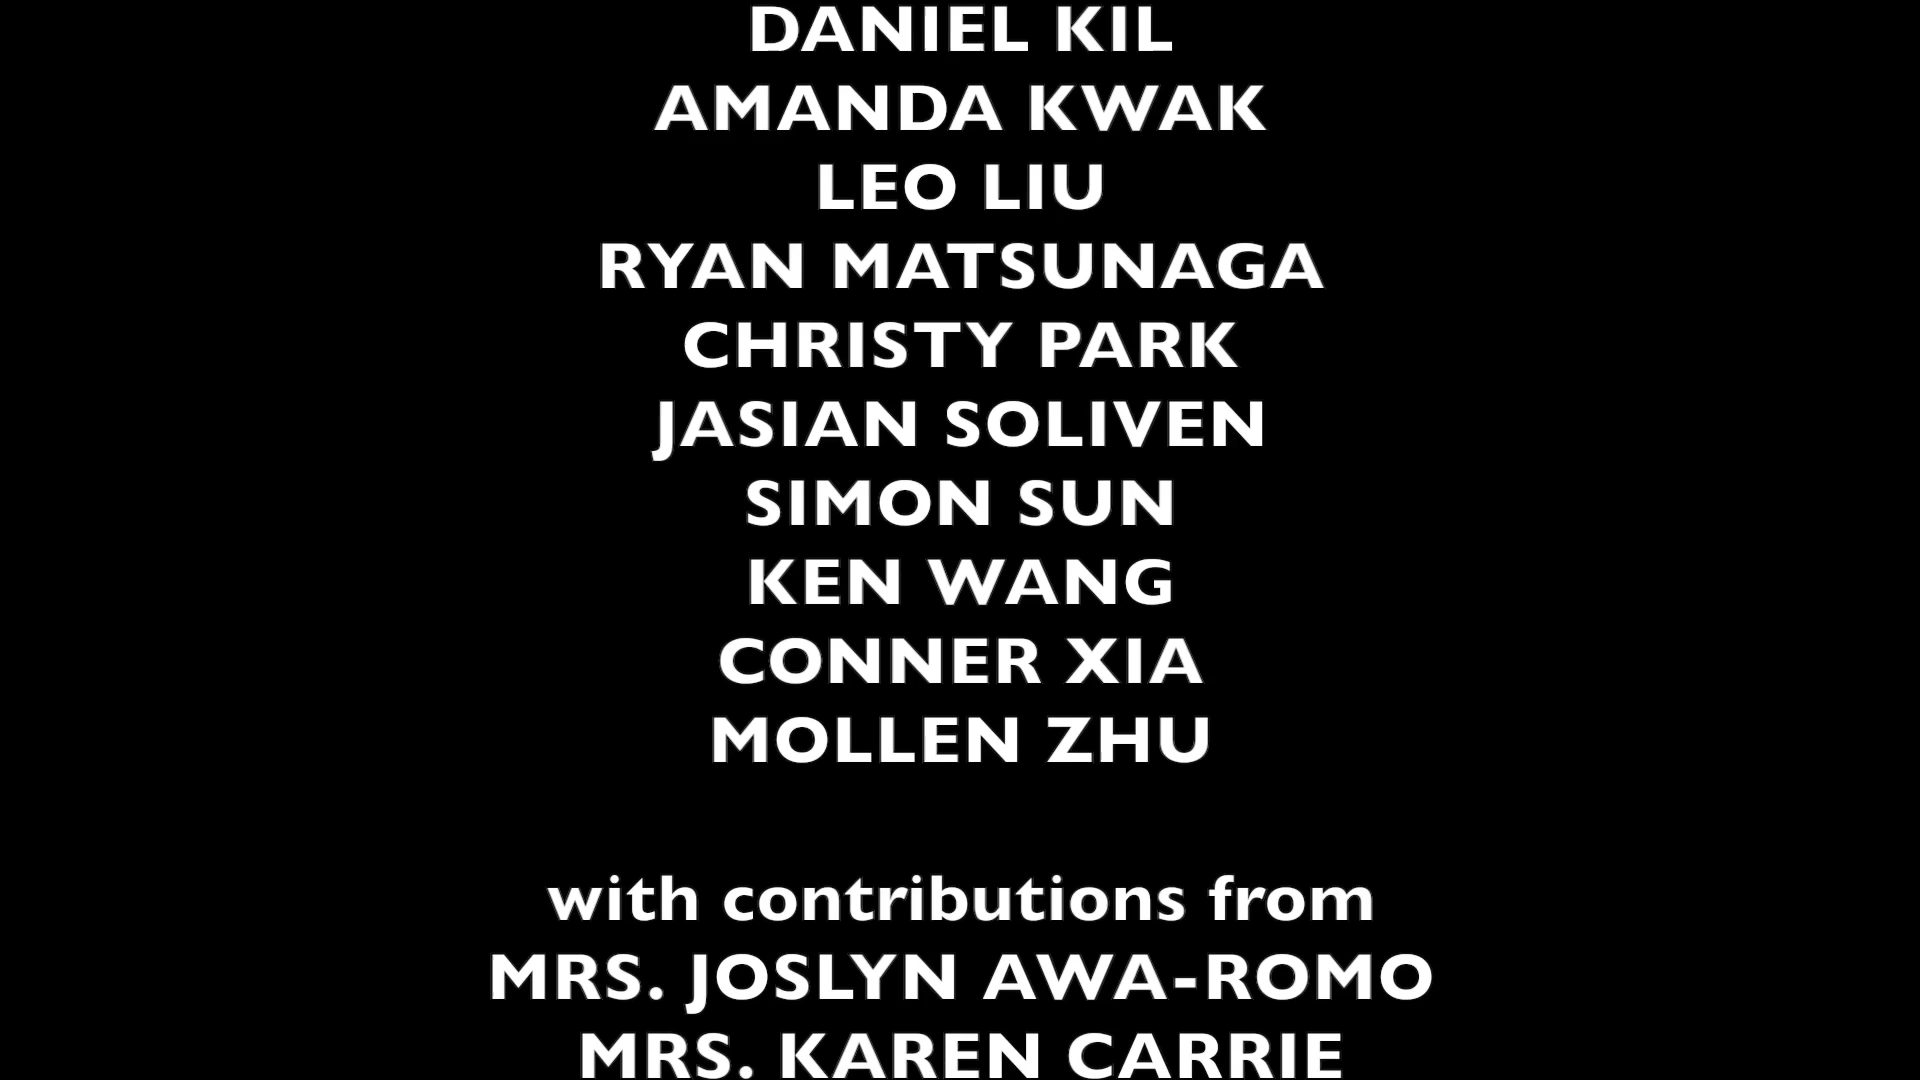 DANIEL KIL
AMANDA KWAK
LEO LIU
RYAN MATSUNAGA
CHRISTY PARK
JASIAN SOLIVEN
SIMON SUN
KEN WANG
CONNER XIA
MOLLEN ZHU
with contributions from
MRS. JOSLYN AWA-ROMO
MRS. KAREN CARRIE